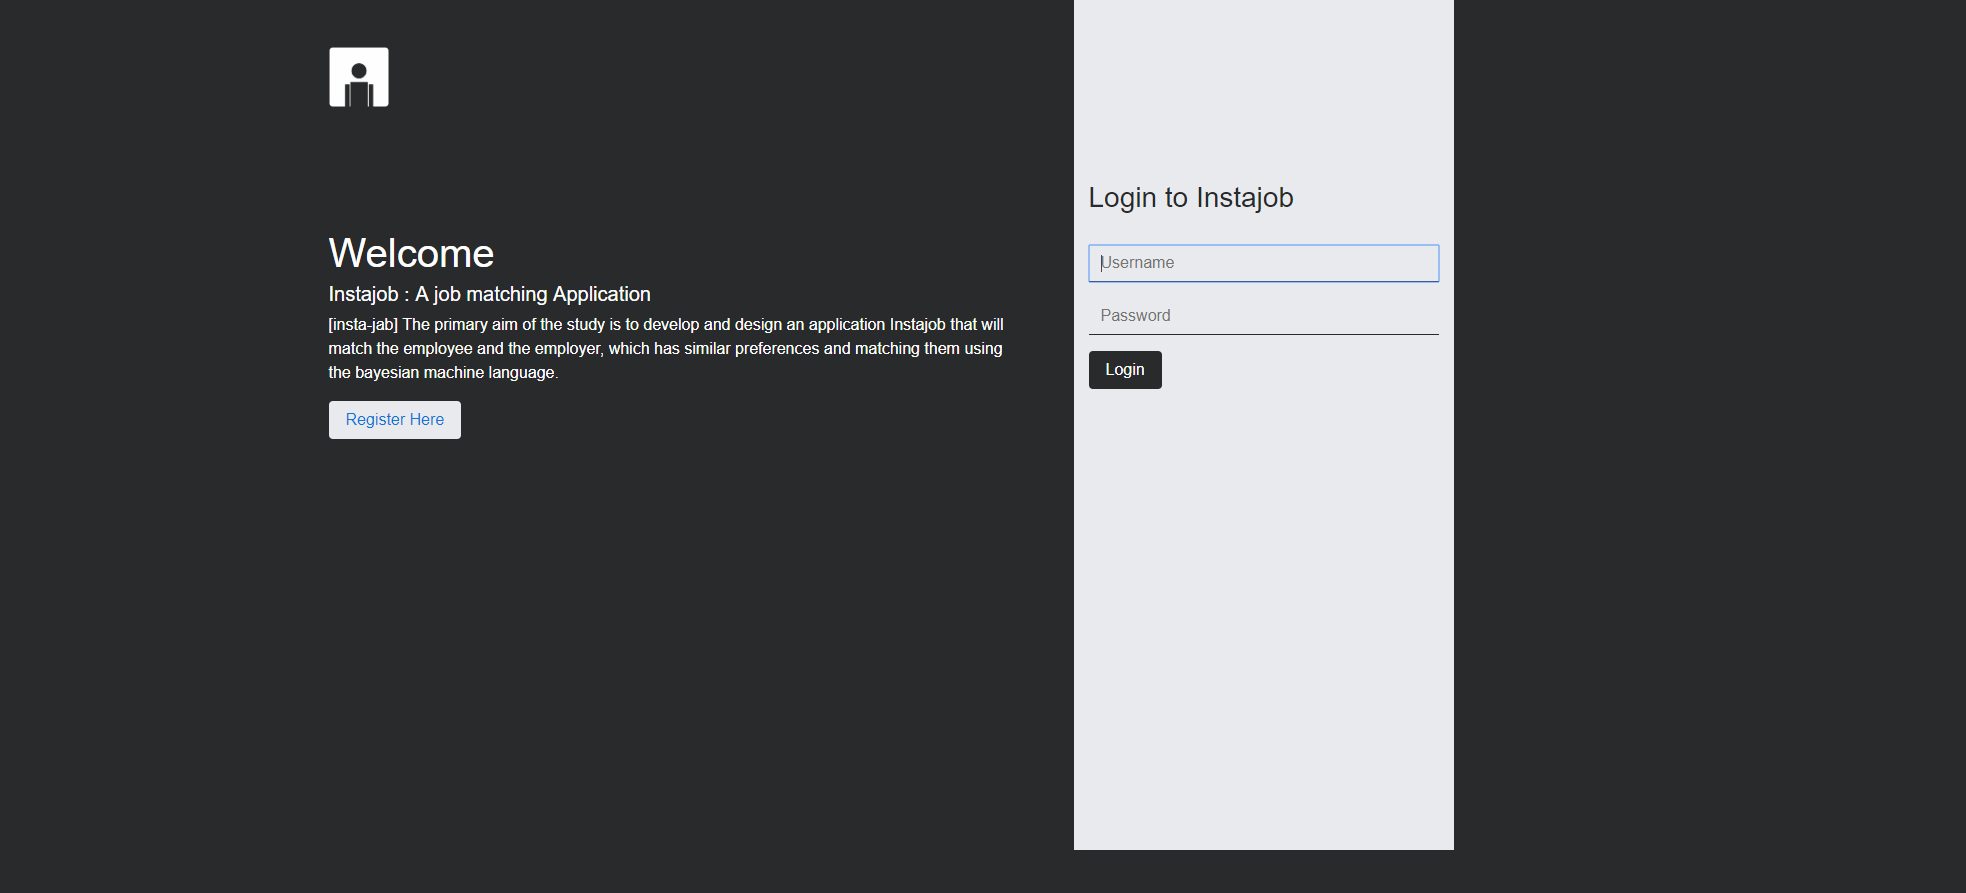 Welcome
Instajob : A job matching Application
[insta-jab] The primary aim of the study is to develop and design an application Instajob that will
match the employee and the employer, which has similar preferences and matching them using
the bayesian machine language.
Register Here
Login to Instajob
Username
Password
Login